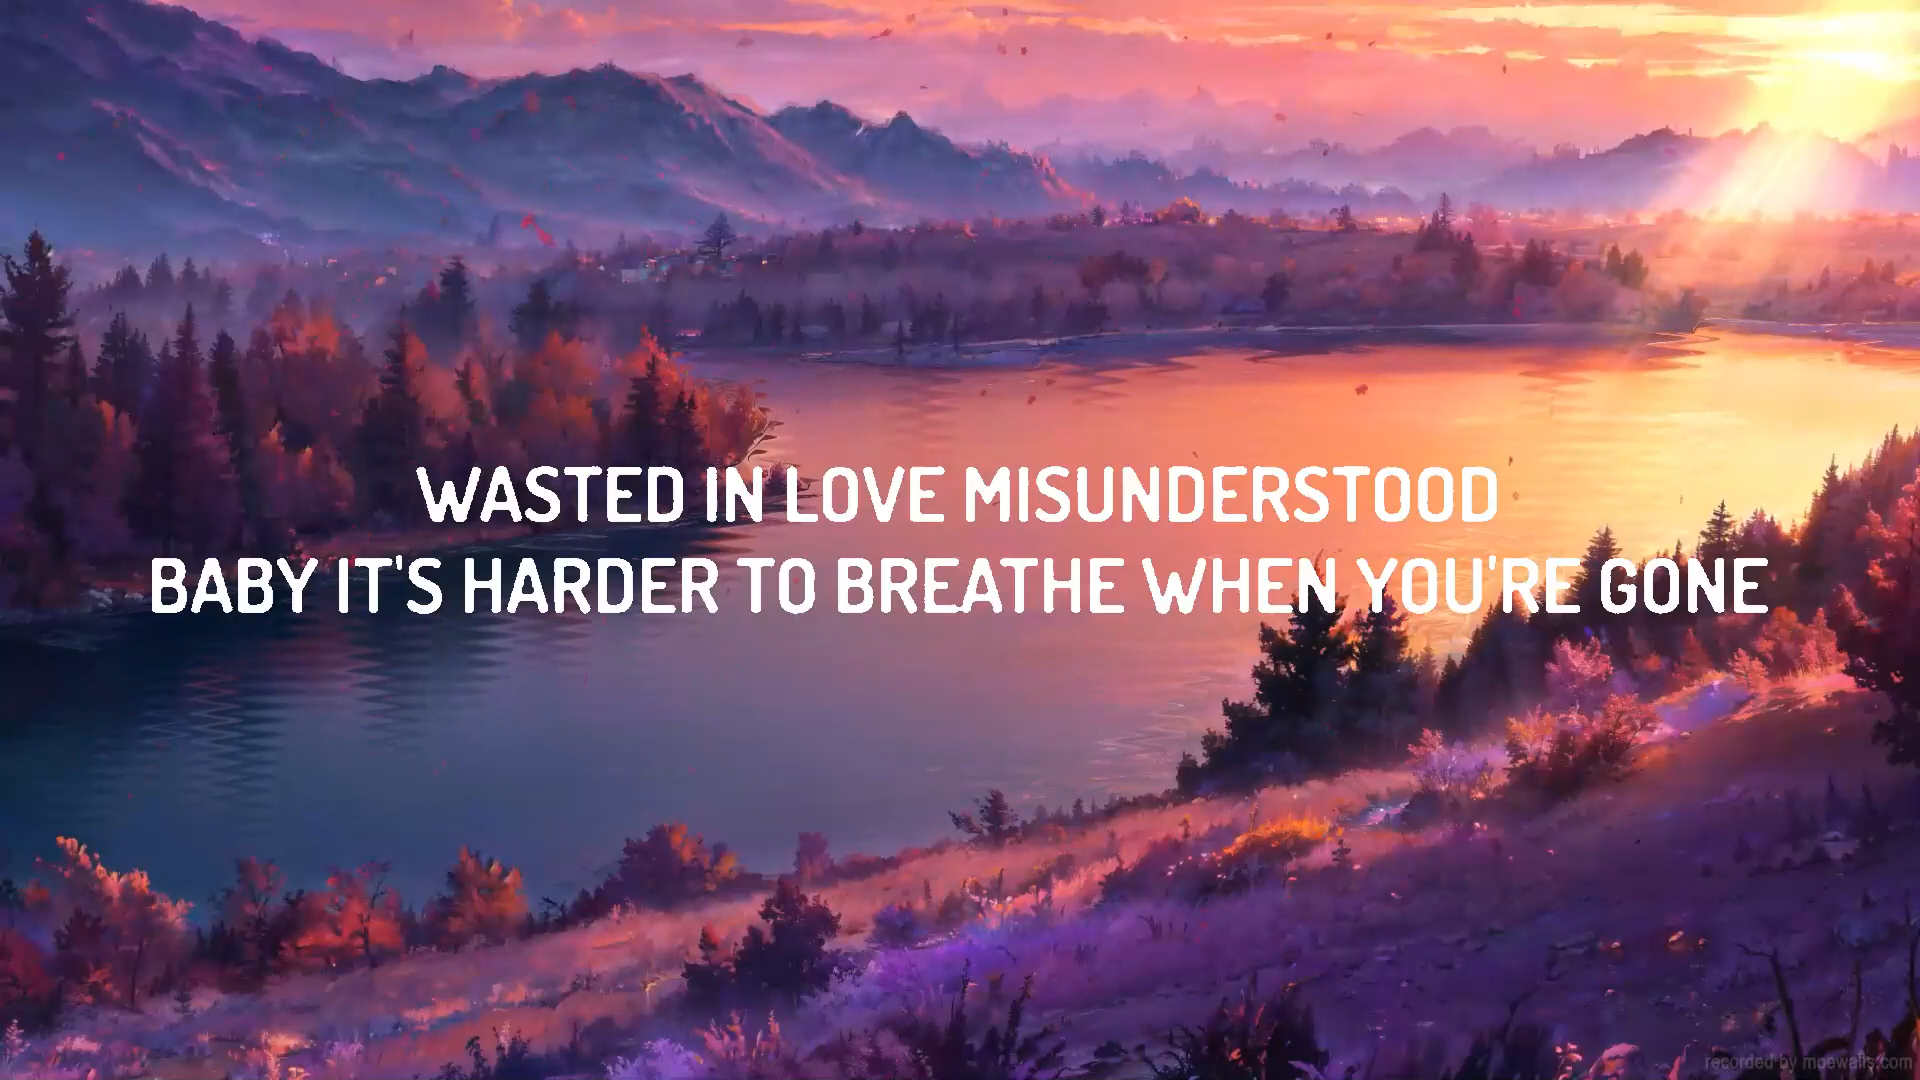 WASTED IN LOVE MISUNDERSTOOD
BABY IT'S HARDER TO BREATHE WHEN YOU'RE GONE
recorded by moewalls.com